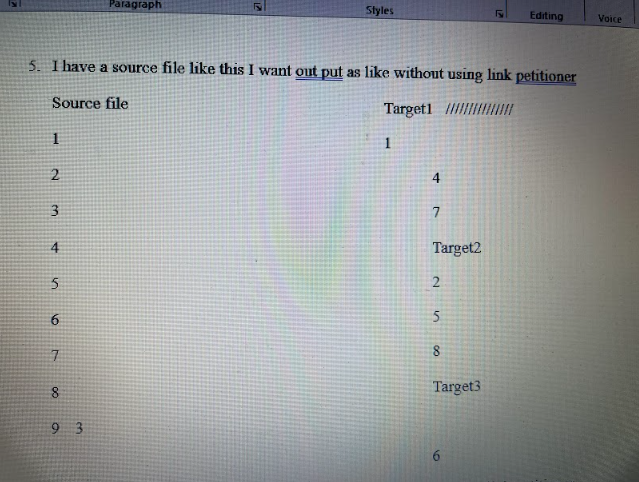 Paragraph Styles Editing Voice
5. I have a source file like this I want out put as like without using link petitioner
Source file Target1 ///////////////
1 1
2 4
3 7
4 Target2
5 2
6 5
7 8
8 Target3
9 3
6